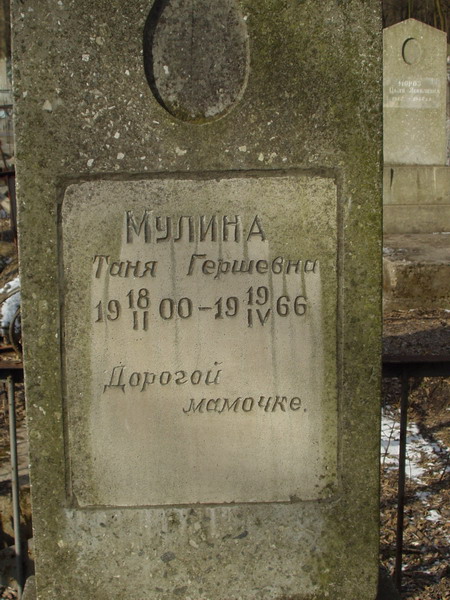 МУЛИНА
Таня Гершевна
19 18/II 00 - 19 19/IV 66
Дорогой
мамочке.